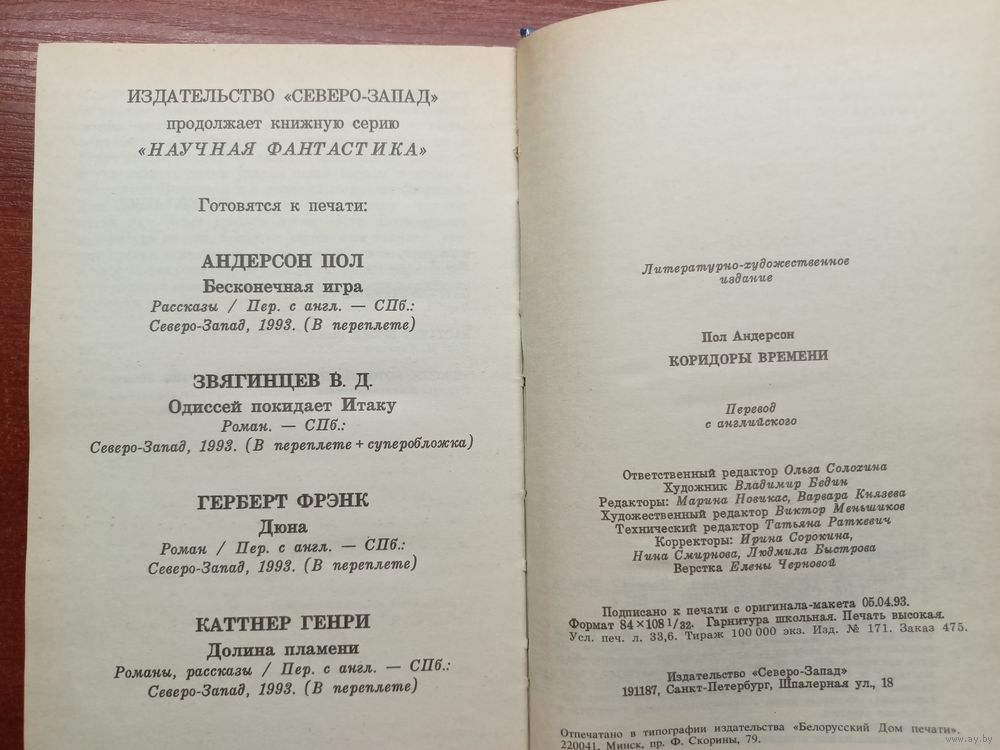 ИЗДАТЕЛЬСТВО «СЕВЕРО-ЗАПАД»
продолжает книжную серию
«НАУЧНАЯ ФАНТАСТИКА»
Готовятся к печати:
АНДЕРСОН ПОЛ
Бесконечная игра
Рассказы / Пер. с англ. — СПб.:
Северо-Запад, 1993. (В переплете)
ЗВЯГИНЦЕВ В. Д.
Одиссей покидает Итаку
Роман. — СПб.:
Северо-Запад, 1993. (В переплете + суперобложка)
ГЕРБЕРТ ФРЭНК
Дюна
Роман / Пер. с англ. — СПб.:
Северо-Запад, 1993. (В переплете)
КАТТНЕР ГЕНРИ
Долина пламени
Романы, рассказы / Пер. с англ. — СПб.:
Северо-Запад, 1993. (В переплете)
Литературно-художественное
издание
Пол Андерсон
КОРИДОРЫ ВРЕМЕНИ
Перевод
с английского
Ответственный редактор Ольга Солохина
Художник Владимир Бедин
Редакторы: Марина Новикас, Варвара Князева
Художественный редактор Виктор Меньшиков
Технический редактор Татьяна Раткевич
Корректоры: Ирина Сорокина,
Нина Смирнова, Людмила Быстрова
Верстка Елены Черновой
Подписано к печати с оригинала-макета 05.04.93.
Формат 84×108 1/32. Гарнитура школьная. Печать высокая.
Усл. печ. л. 33,6. Тираж 100 000 экз. Изд. № 171. Заказ 475.
Издательство «Северо-Запад»
191187, Санкт-Петербург, Шпалерная ул., 18
Отпечатано в типографии издательства «Белорусский Дом печати».
220041, Минск, пр. Ф. Скорины, 79.
www.ay.by